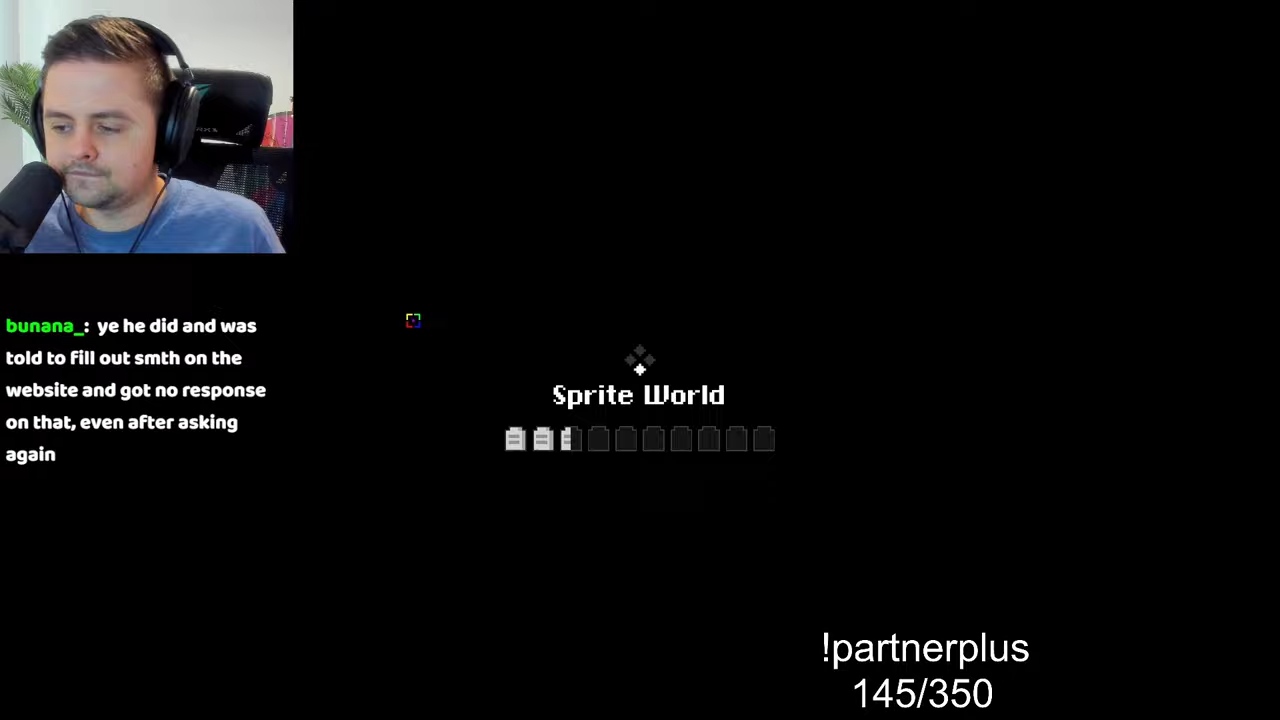 bunana_: ye he did and was
told to fill out smth on the
website and got no response
on that, even after asking
again
Sprite World
!partnerplus
145/350